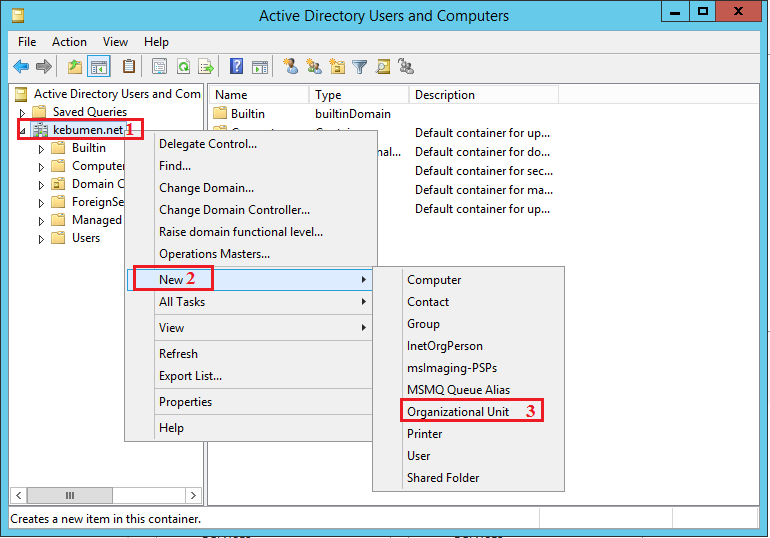 Active Directory Users and Computers
File Action View Help
Active Directory Users and Com
Saved Queries
kebumen.net 1
Builtin
Computer
Domain C
ForeignSe
Managed
Users
Name Type Description
Builtin builtinDomain
Default container for up...
nal... Default container for do...
Default container for sec...
Default container for ma...
Default container for up...
Delegate Control...
Find...
Change Domain...
Change Domain Controller...
Raise domain functional level...
Operations Masters...
New 2
All Tasks
View
Refresh
Export List...
Properties
Help
Computer
Contact
Group
InetOrgPerson
msImaging-PSPs
MSMQ Queue Alias
Organizational Unit 3
Printer
User
Shared Folder
Creates a new item in this container.